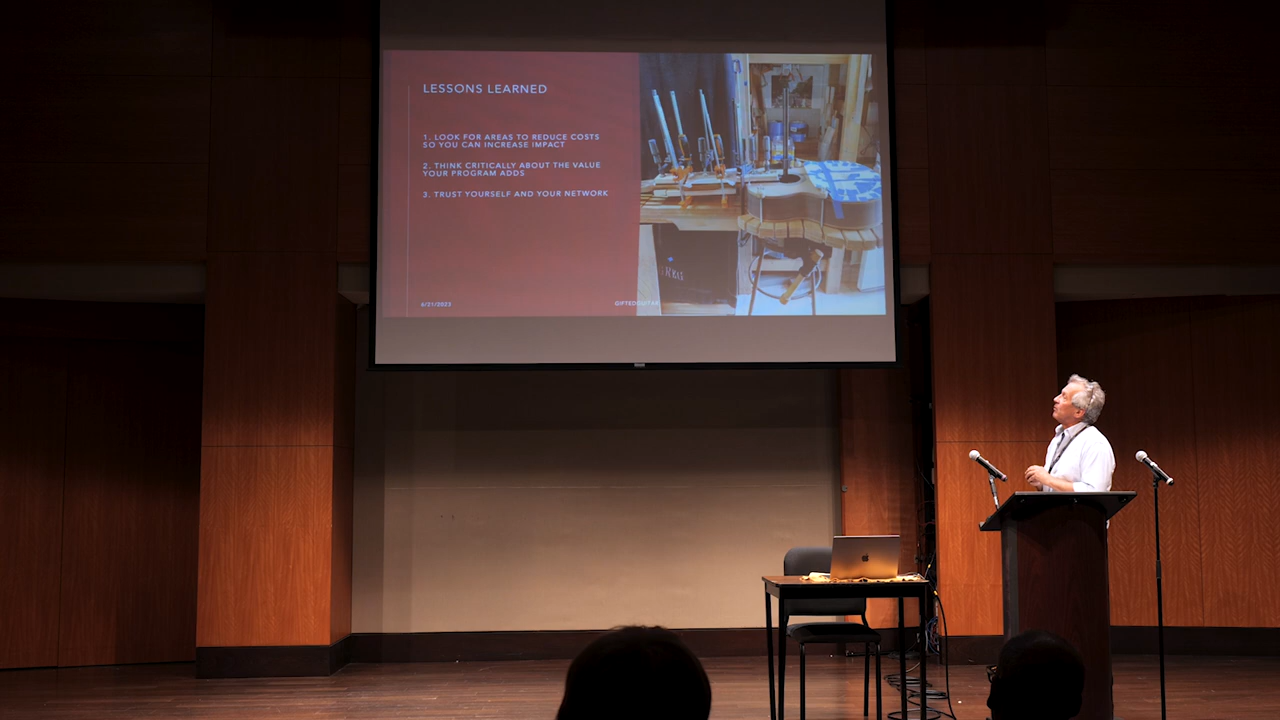 LESSONS LEARNED
1. LOOK FOR AREAS TO REDUCE COSTS
SO YOU CAN INCREASE IMPACT
2. THINK CRITICALLY ABOUT THE VALUE
YOUR PROGRAM ADDS
3. TRUST YOURSELF AND YOUR NETWORK
6/21/2023